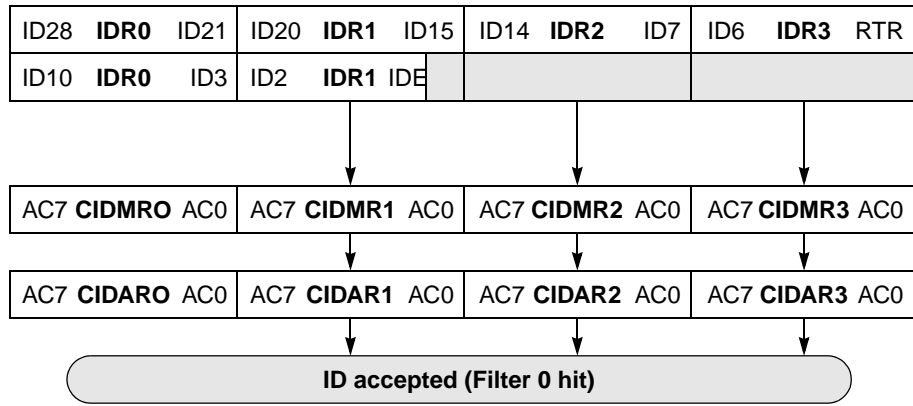 ID28 IDR0 ID21 ID20 IDR1 ID15 ID14 IDR2 ID7 ID6 IDR3 RTR
ID10 IDR0 ID3 ID2 IDR1 IDE
AC7 CIDMRO AC0 AC7 CIDMR1 AC0 AC7 CIDMR2 AC0 AC7 CIDMR3 AC0
AC7 CIDARO AC0 AC7 CIDAR1 AC0 AC7 CIDAR2 AC0 AC7 CIDAR3 AC0
ID accepted (Filter 0 hit)